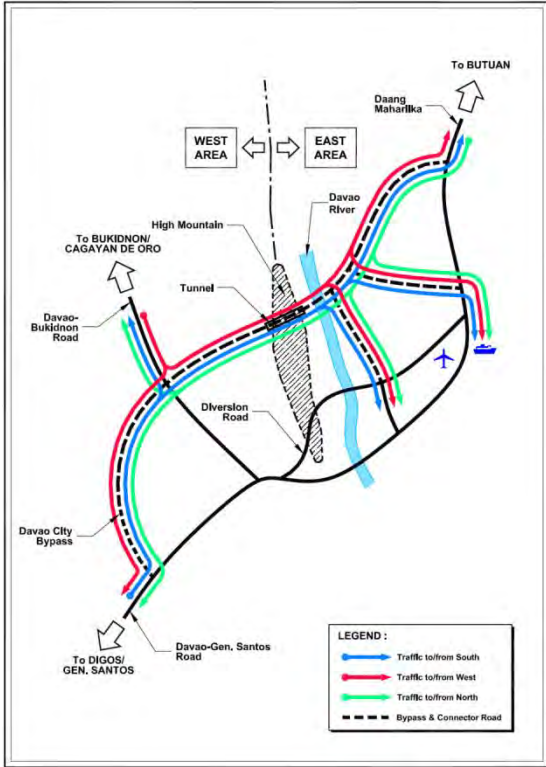 To BUTUAN
Daang
Maharlika
WEST
AREA
EAST
AREA
Davao
River
High Mountain
To BUKIDNON/
CAGAYAN DE ORO
Tunnel
Davao-
Bukidnon
Road
Diversion
Road
Davao City
Bypass
To DIGOS/
GEN. SANTOS
Davao-Gen. Santos
Road
LEGEND :
Traffic to/from South
Traffic to/from West
Traffic to/from North
Bypass & Connector Road